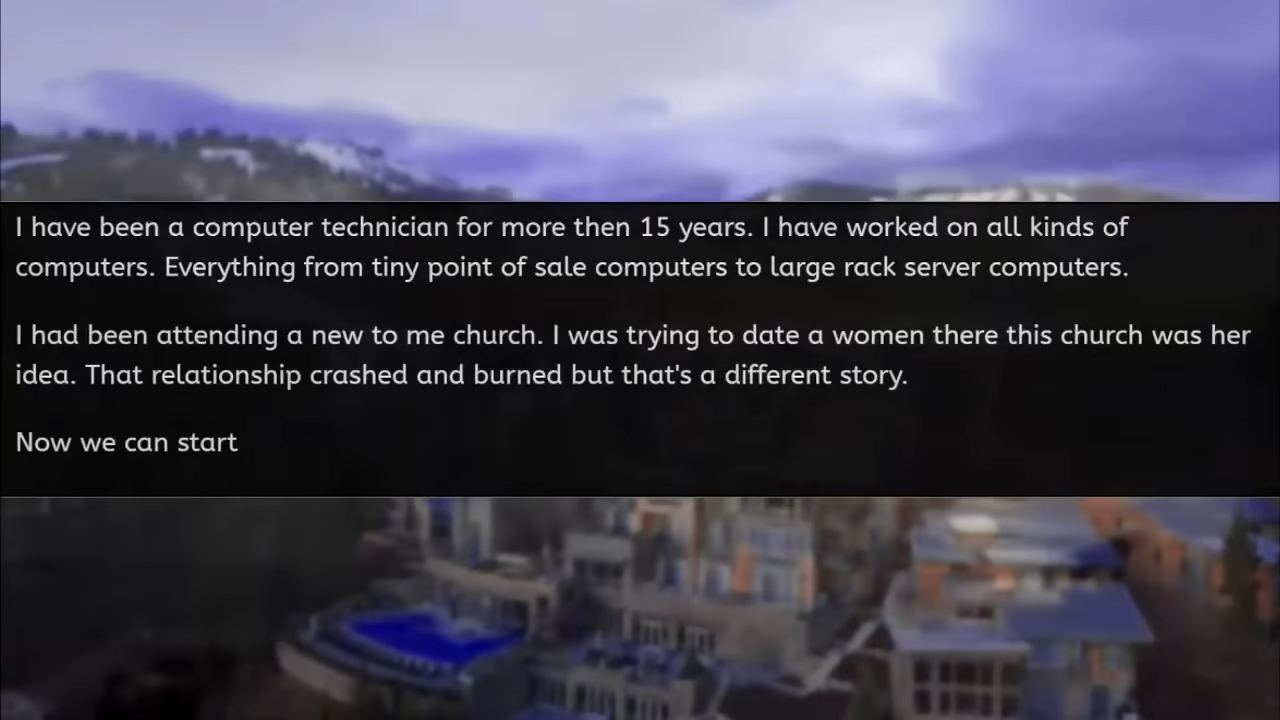 I have been a computer technician for more then 15 years. I have worked on all kinds of
computers. Everything from tiny point of sale computers to large rack server computers.
I had been attending a new to me church. I was trying to date a women there this church was her
idea. That relationship crashed and burned but that's a different story.
Now we can start